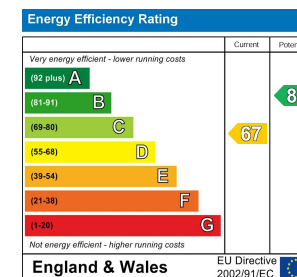 Energy Efficiency Rating
Current
Very energy efficient - lower running costs
(92 plus) A
(81-91) B
(69-80) C
67
(55-68) D
(39-54) E
(21-38) F
(1-20) G
Not energy efficient - higher running costs
England & Wales
EU Directive
2002/91/EC